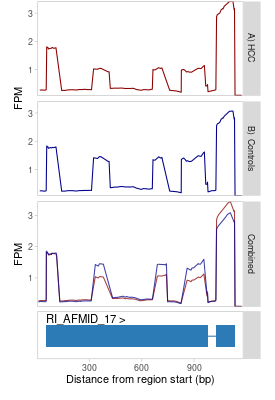 3
2
1
A) HCC
FPM
3
2
1
B) Controls
3
2
1
FPM
Combined
RI_AFMID_17 >
300 600 900
Distance from region start (bp)